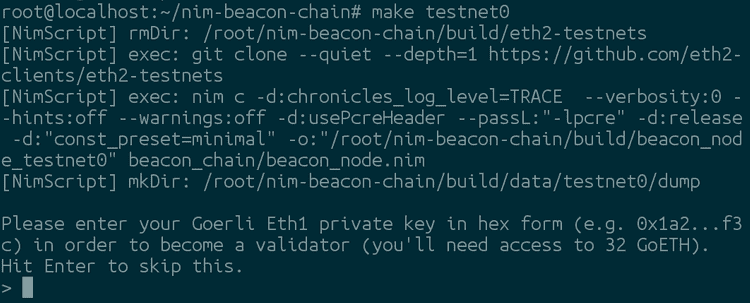 root@localhost:~/nim-beacon-chain# make testnet0
[NimScript] rmDir: /root/nim-beacon-chain/build/eth2-testnets
[NimScript] exec: git clone --quiet --depth=1 https://github.com/eth2-
clients/eth2-testnets
[NimScript] exec: nim c -d:chronicles_log_level=TRACE  --verbosity:0 -
-hints:off --warnings:off -d:usePcreHeader --passL:"-lpcre" -d:release
 -d:"const_preset=minimal" -o:"/root/nim-beacon-chain/build/beacon_nod
e_testnet0" beacon_chain/beacon_node.nim
[NimScript] mkDir: /root/nim-beacon-chain/build/data/testnet0/dump
Please enter your Goerli Eth1 private key in hex form (e.g. 0x1a2...f3
c) in order to become a validator (you'll need access to 32 GoETH).
Hit Enter to skip this.
>